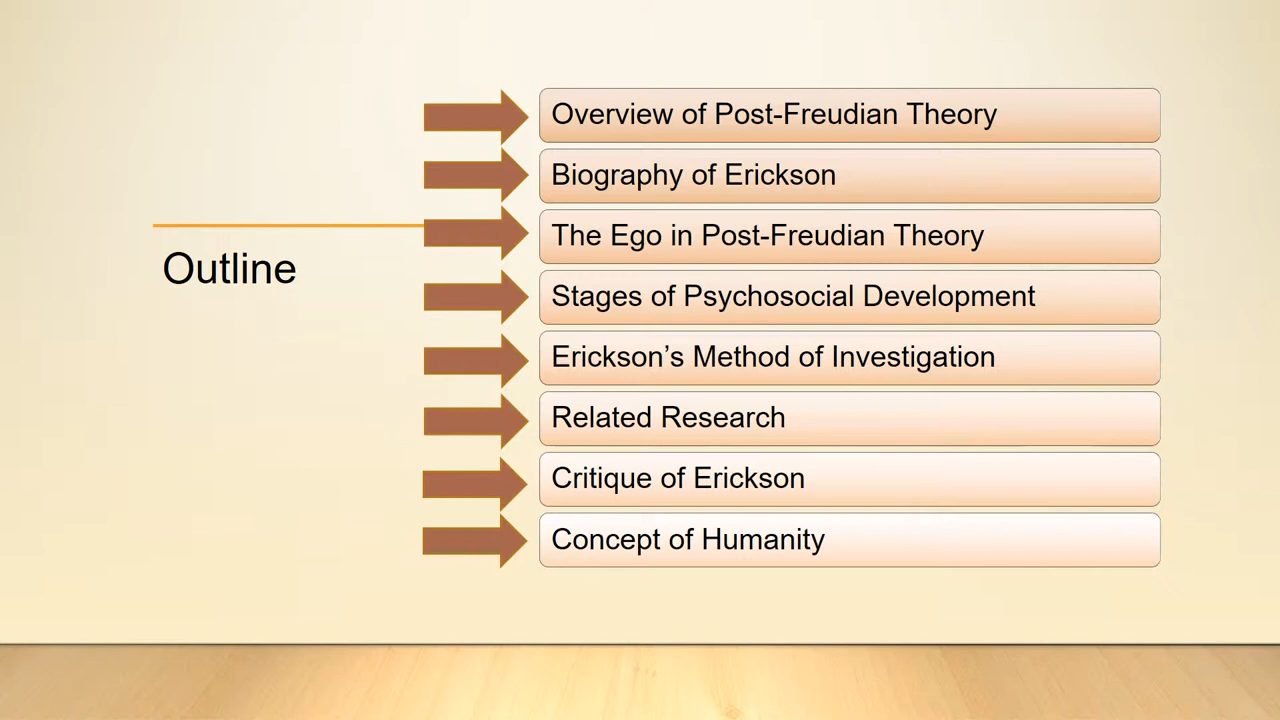 Outline
Overview of Post-Freudian Theory
Biography of Erickson
The Ego in Post-Freudian Theory
Stages of Psychosocial Development
Erickson’s Method of Investigation
Related Research
Critique of Erickson
Concept of Humanity